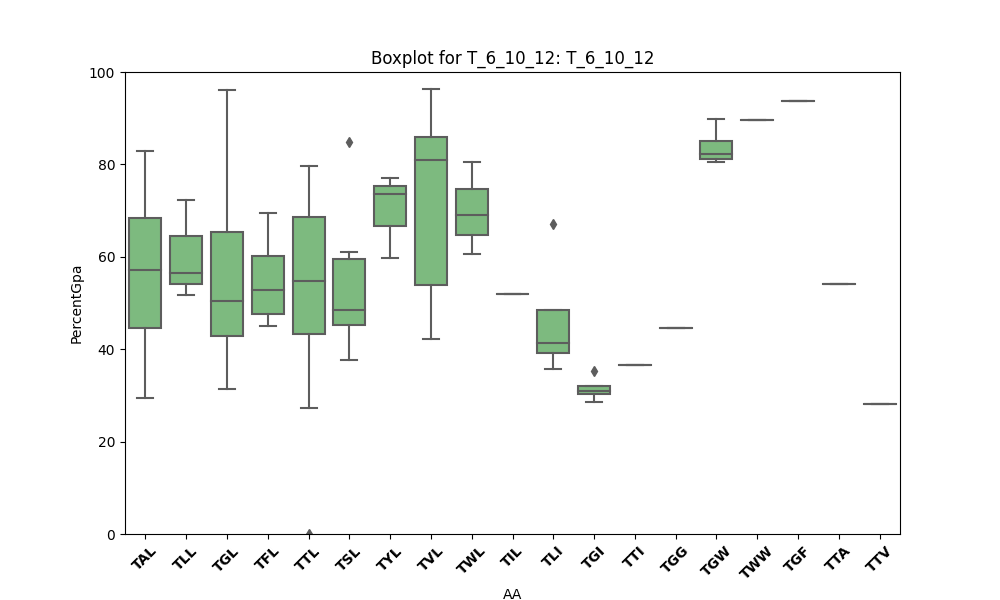 Boxplot for T_6_10_12: T_6_10_12
PercentGpa
100
80
60
40
20
0
TAL TLL TGL TFL TTL TSL TYL TVL TWL TIL TLI TGI TTI TGG TGW TWW TGF TTA TTV
AA